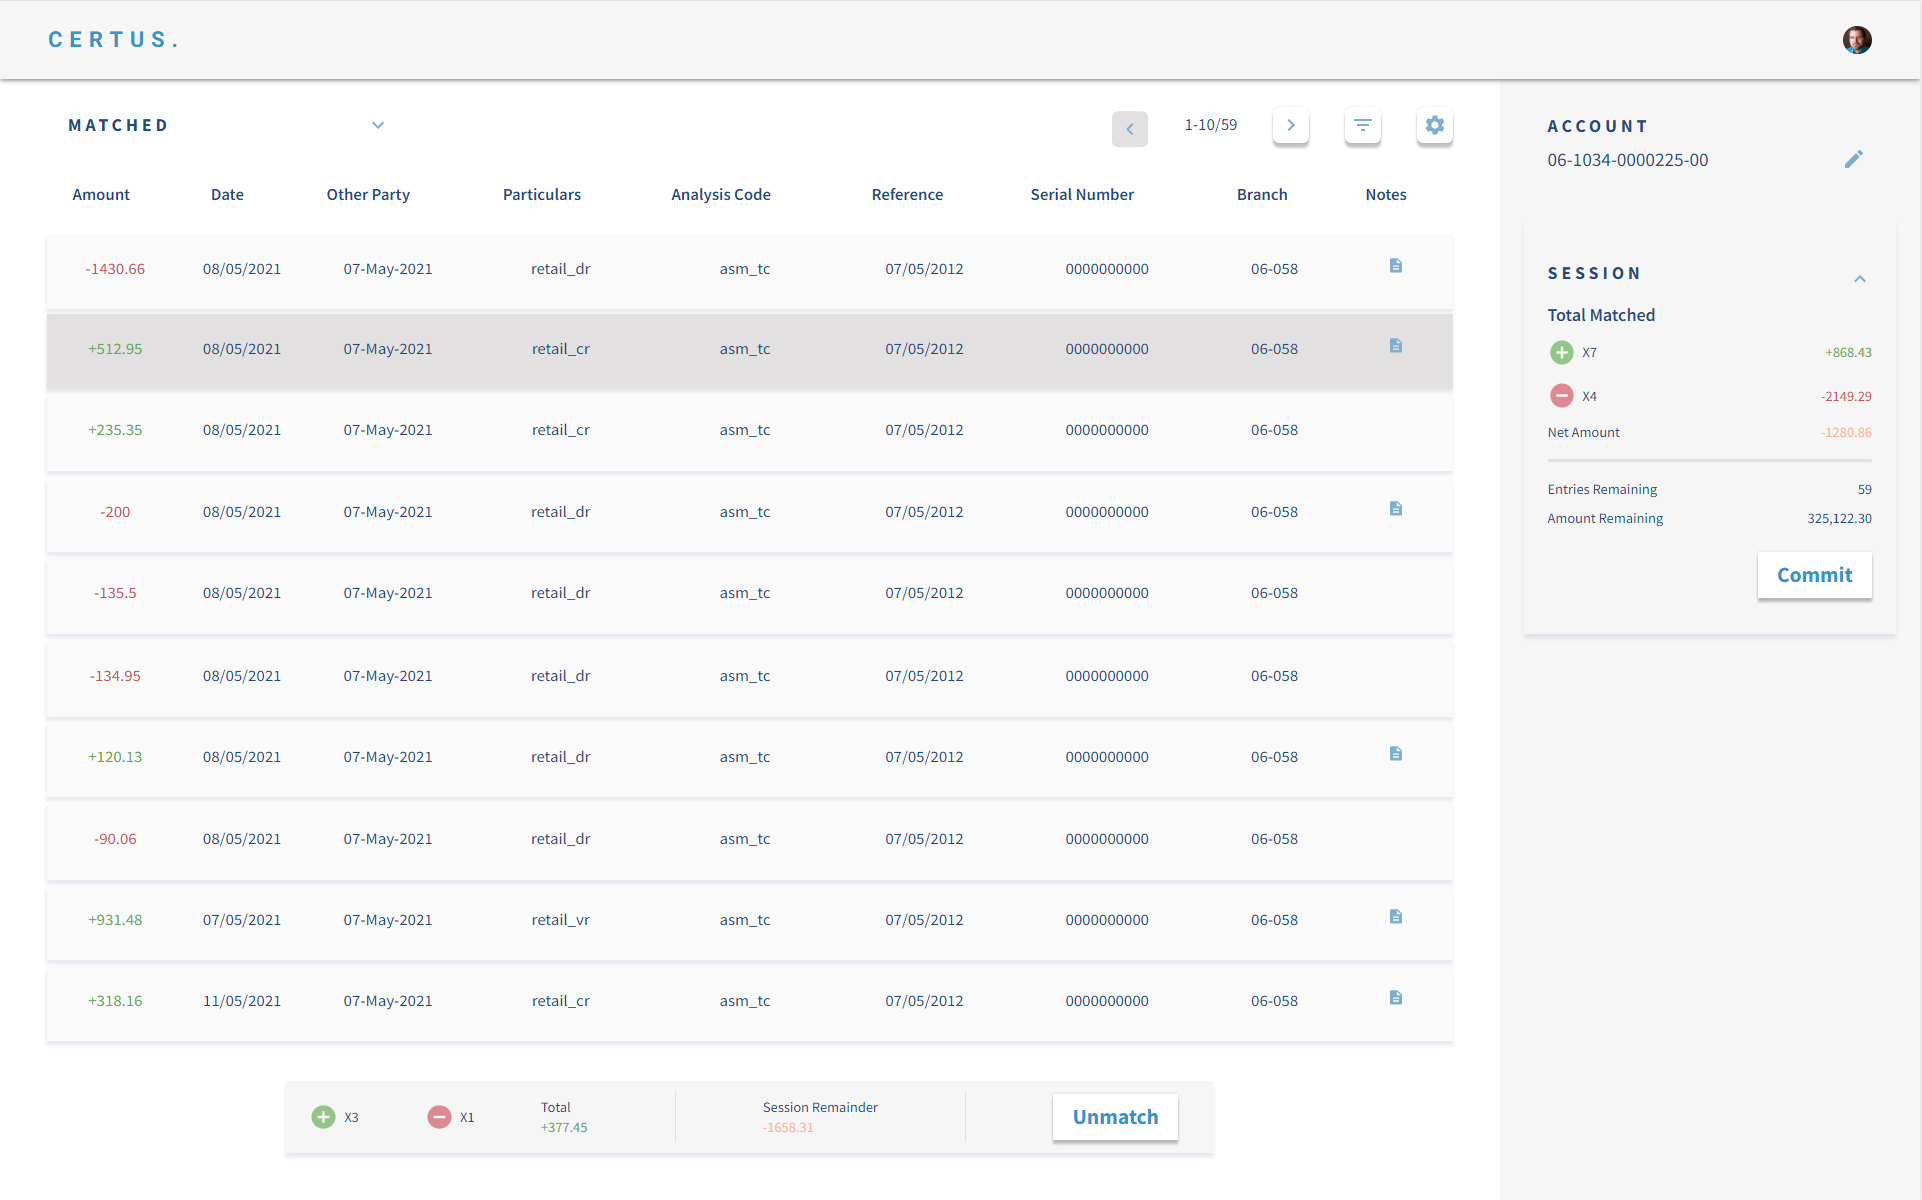 CERTUS.
MATCHED
1-10/59
Amount Date Other Party Particulars Analysis Code Reference Serial Number Branch Notes
-1430.66 08/05/2021 07-May-2021 retail_dr asm_tc 07/05/2012 0000000000 06-058
+512.95 08/05/2021 07-May-2021 retail_cr asm_tc 07/05/2012 0000000000 06-058
+235.35 08/05/2021 07-May-2021 retail_cr asm_tc 07/05/2012 0000000000 06-058
-200 08/05/2021 07-May-2021 retail_dr asm_tc 07/05/2012 0000000000 06-058
-135.5 08/05/2021 07-May-2021 retail_dr asm_tc 07/05/2012 0000000000 06-058
-134.95 08/05/2021 07-May-2021 retail_dr asm_tc 07/05/2012 0000000000 06-058
+120.13 08/05/2021 07-May-2021 retail_dr asm_tc 07/05/2012 0000000000 06-058
-90.06 08/05/2021 07-May-2021 retail_dr asm_tc 07/05/2012 0000000000 06-058
+931.48 07/05/2021 07-May-2021 retail_vr asm_tc 07/05/2012 0000000000 06-058
+318.16 11/05/2021 07-May-2021 retail_cr asm_tc 07/05/2012 0000000000 06-058
X3
X1
Total
+377.45
Session Remainder
-1658.31
Unmatch
ACCOUNT
06-1034-0000225-00
SESSION
Total Matched
X7 +868.43
X4 -2149.29
Net Amount -1280.86
Entries Remaining 59
Amount Remaining 325,122.30
Commit